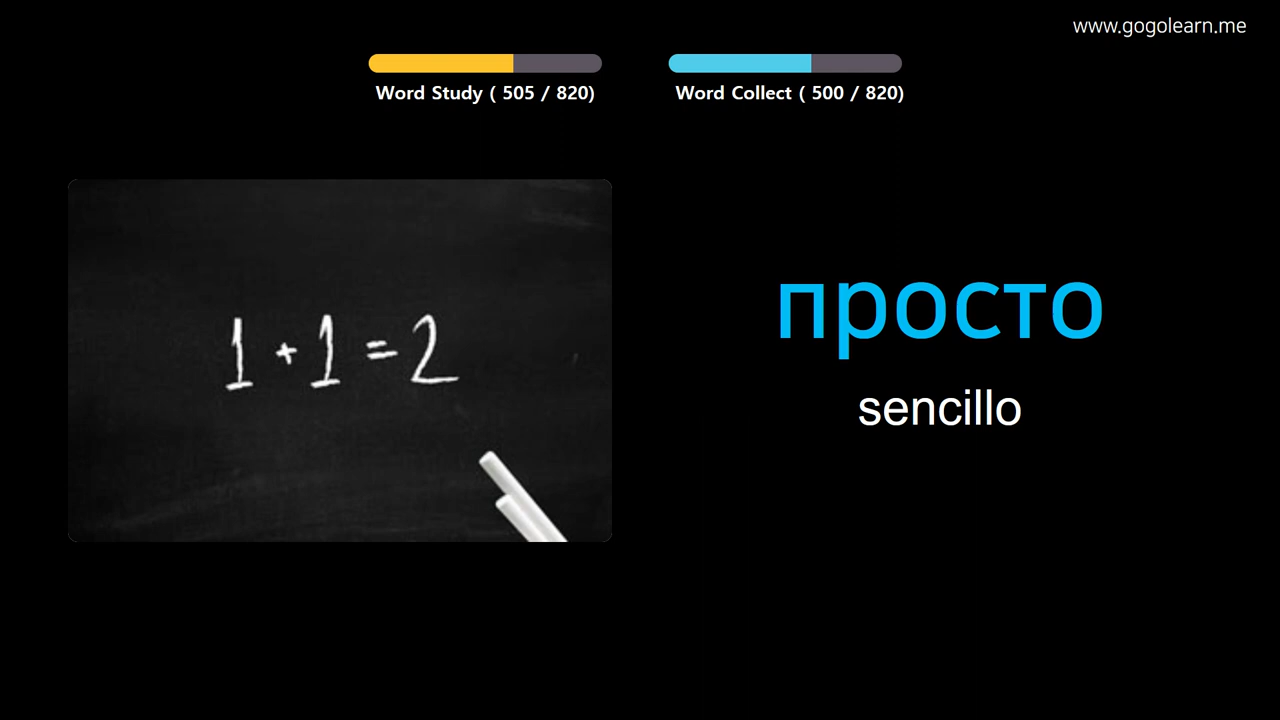 www.gogolearn.me
Word Study ( 505 / 820)
Word Collect ( 500 / 820)
1 + 1 = 2
просто
sencillo